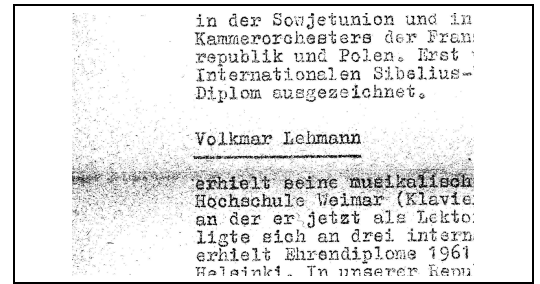 in der Sowjetunion und in
Kammerorchesters der Fran
republik und Polen. Erst
Internationalen Sibelius-
Diplom ausgezeichnet.
Volkmar Lehmann
erhielt seine musikalisch
Hochschule Weimar (Klavie
an der er jetzt als Lekto
ligte sich an drei intern
erhielt Ehrendiplome 1961
Helsinki. In unserer Repu